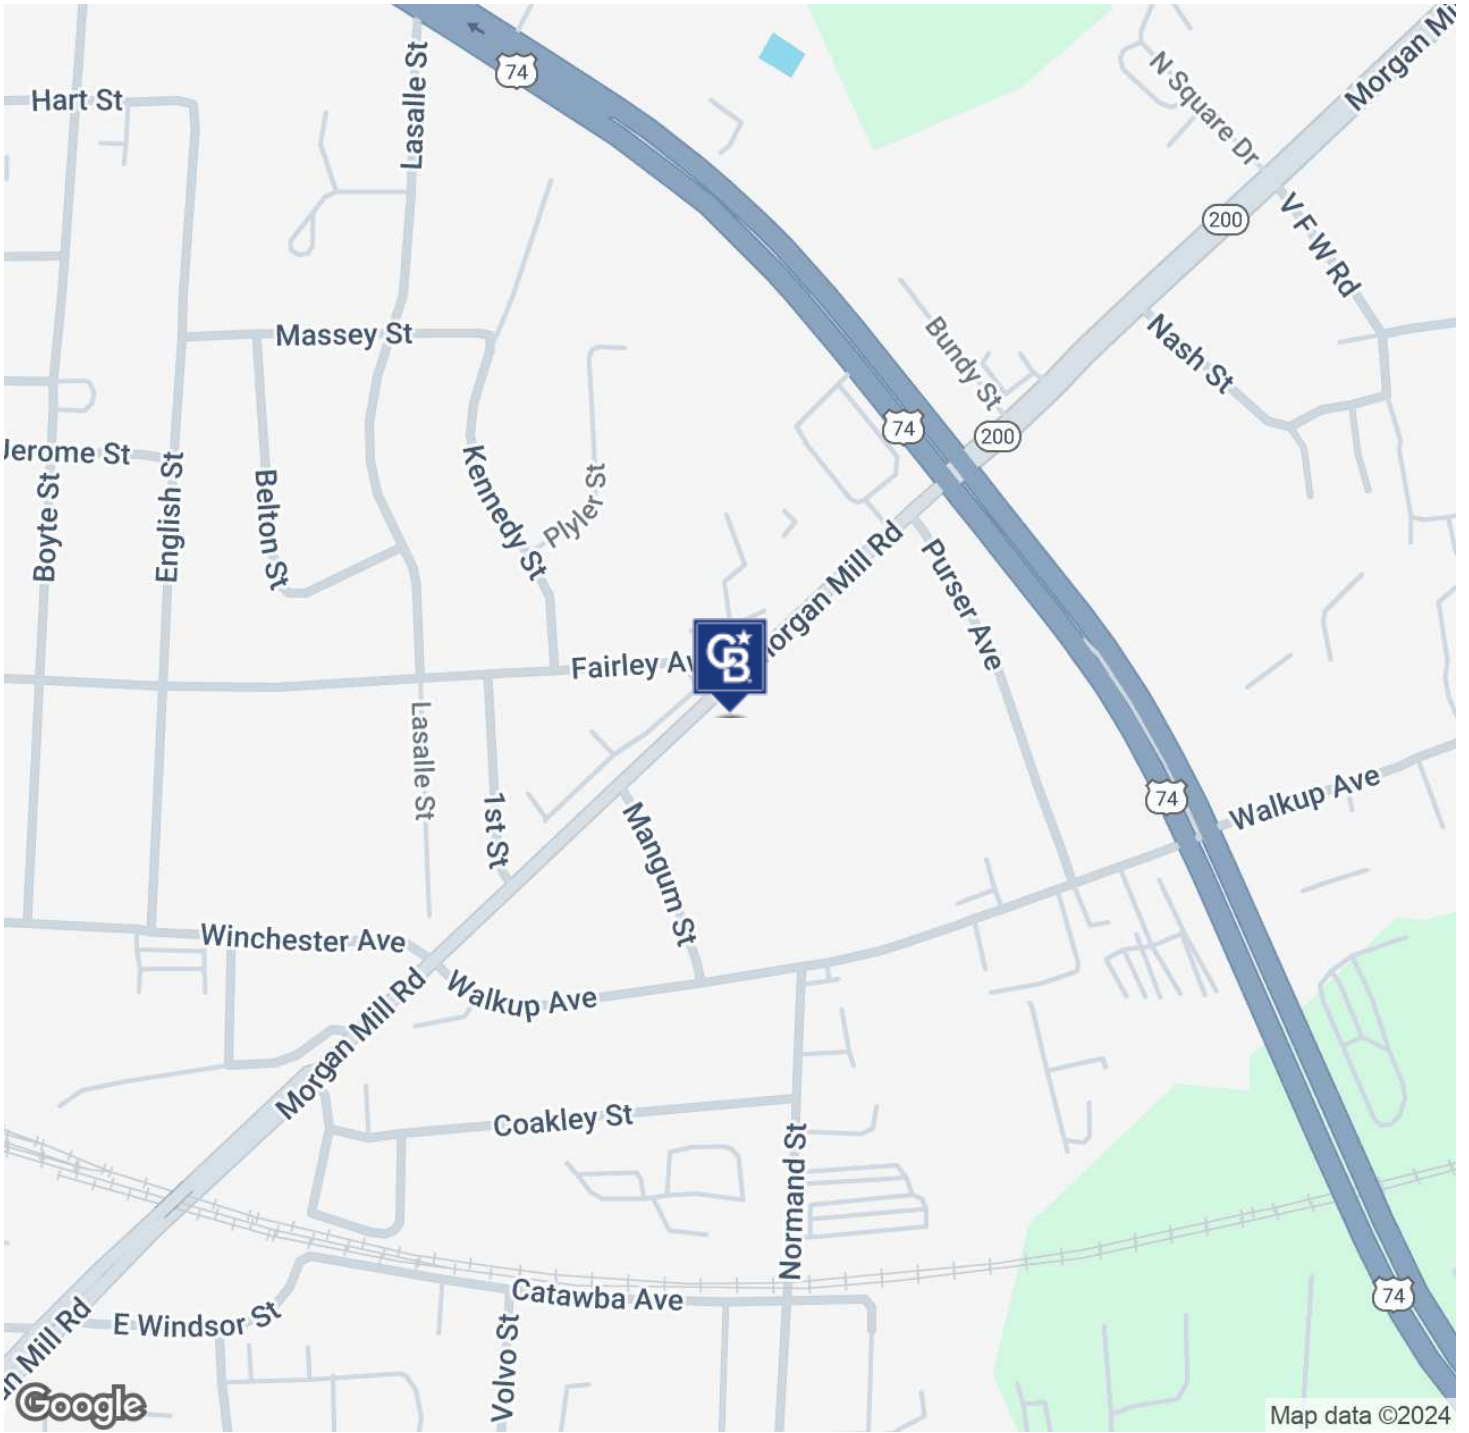 Morgan Mi
74
N Square Dr
Hart St
Lasalle St
200
V F W Rd
Massey St
Bundy St
Nash St
74
200
Jerome St
Boyte St
English St
Belton St
Kennedy St
Plyler St
Morgan Mill Rd
Purser Ave
Fairley Av
CB
Lasalle St
1st St
Mangum St
74
Walkup Ave
Winchester Ave
Walkup Ave
Morgan Mill Rd
Coakley St
Normand St
Catawba Ave
74
E Windsor St
n Mill Rd
Volvo St
Google
Map data ©2024